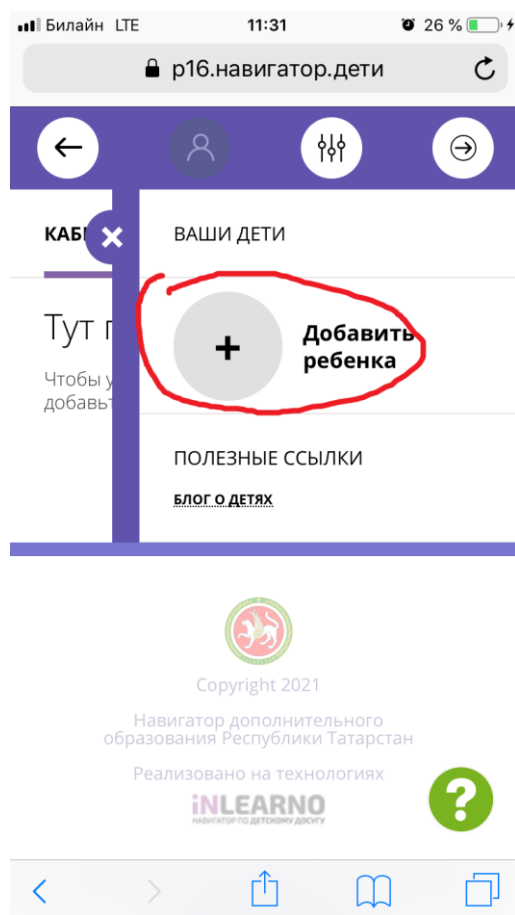 Билайн LTE 11:31 26 %
р16.навигатор.дети
КАБ
ВАШИ ДЕТИ
Тут п
Чтобы у
добавьт
+ Добавить
ребенка
ПОЛЕЗНЫЕ ССЫЛКИ
БЛОГ О ДЕТЯХ
Copyright 2021
Навигатор дополнительного
образования Республики Татарстан
Реализовано на технологиях
iNLEARNO
НАВИГАТОР ПО ДЕТСКОМУ ДОСУГУ
?